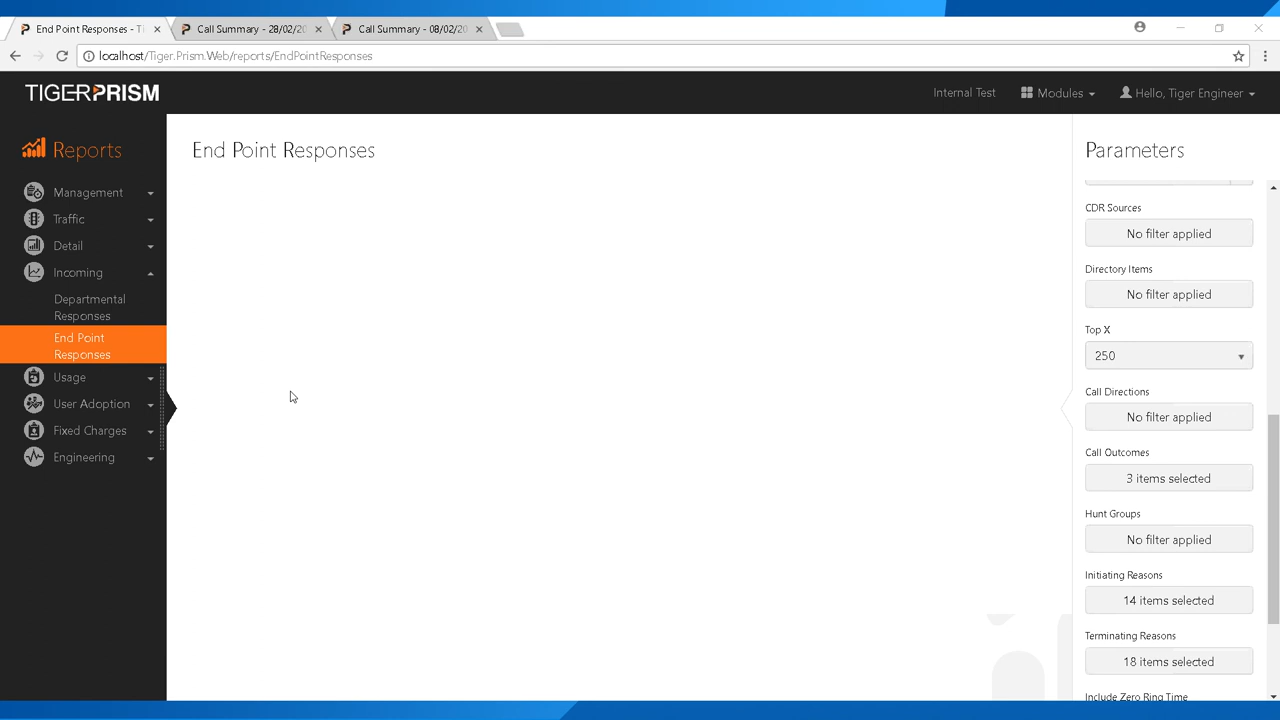 End Point Responses - Ti
Call Summary - 28/02/20
Call Summary - 08/02/20
localhost/Tiger.Prism.Web/reports/EndPointResponses
TIGERPRISM
Internal Test
Modules
Hello, Tiger Engineer
Reports
Management
Traffic
Detail
Incoming
Departmental
Responses
End Point
Responses
Usage
User Adoption
Fixed Charges
Engineering
End Point Responses
Parameters
CDR Sources
No filter applied
Directory Items
No filter applied
Top X
250
Call Directions
No filter applied
Call Outcomes
3 items selected
Hunt Groups
No filter applied
Initiating Reasons
14 items selected
Terminating Reasons
18 items selected
Include Zero Ring Time